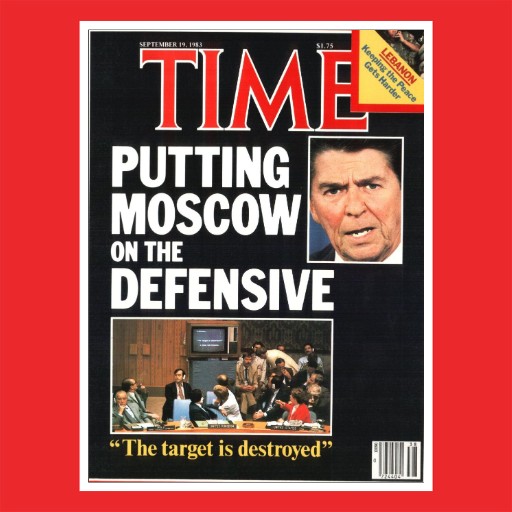 SEPTEMBER 19, 1983 $1.75
TIME
LEBANON
Keeping the Peace
Gets Harder
PUTTING
MOSCOW
ON THE
DEFENSIVE
"The target is destroyed"
724404